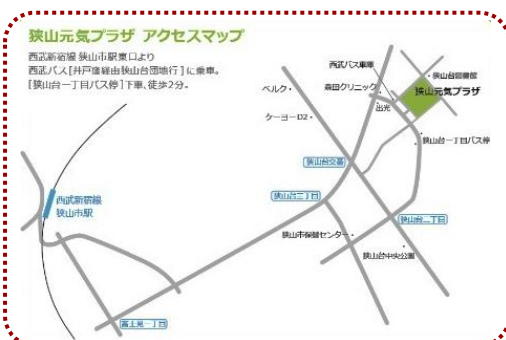 狭山元気プラザ アクセスマップ
西武新宿線 狭山市駅東口より
西武バス[井戸窪経由狭山台団地行]に乗車。
[狭山台一丁目バス停]下車、徒歩2分。
西武バス車庫
狭山台図書館
ベルク
森田クリニック
狭山元気プラザ
出光
ケーヨーD2
狭山台一丁目バス停
狭山台交番
西武新宿線
狭山市駅
狭山台三丁目
狭山台二丁目
狭山市保健センター
狭山台中央公園
富士見一丁目